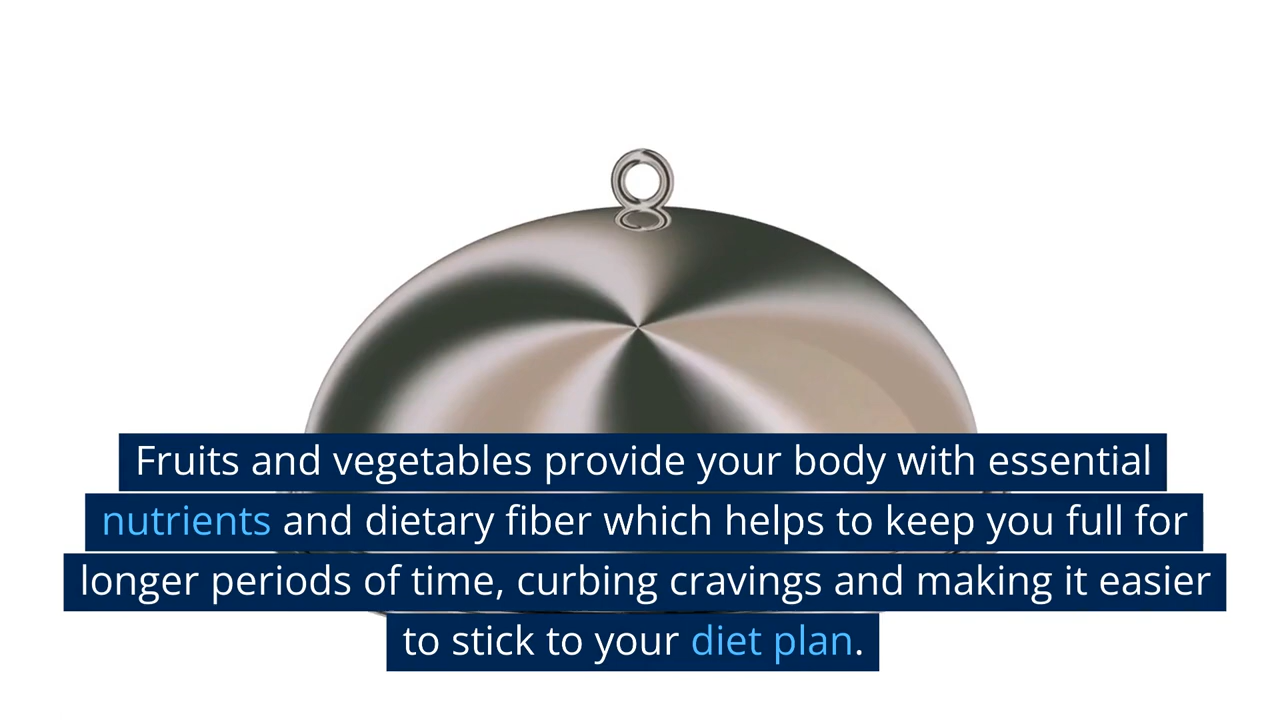 Fruits and vegetables provide your body with essential
nutrients and dietary fiber which helps to keep you full for
longer periods of time, curbing cravings and making it easier
to stick to your diet plan.